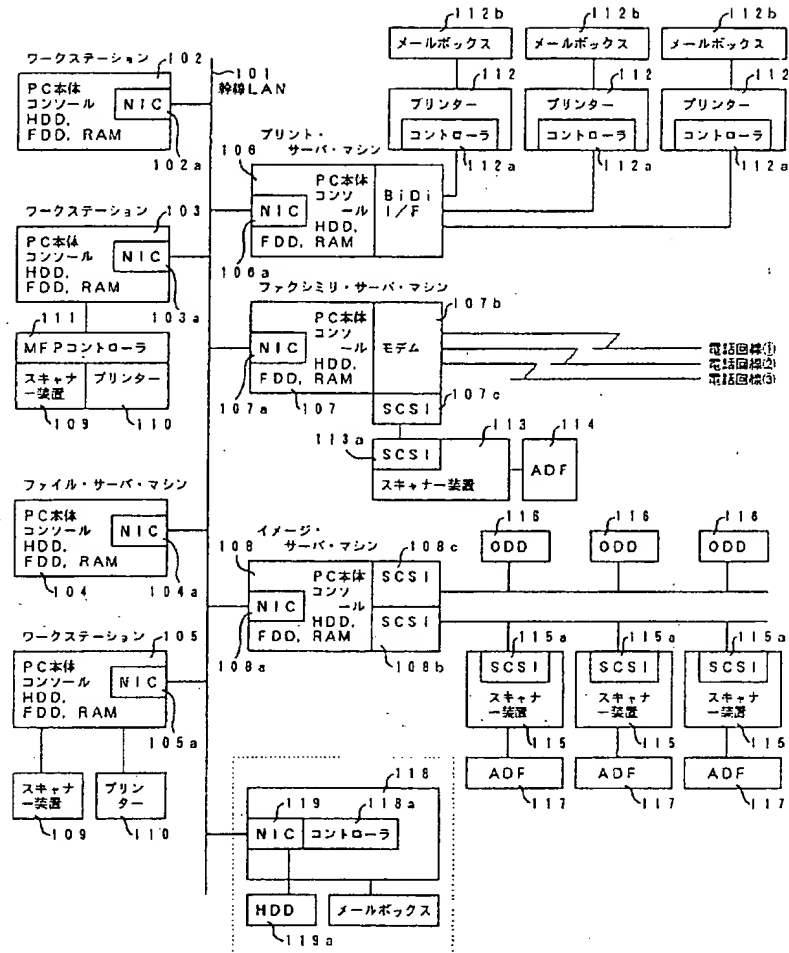 112b
112b
112b
メールボックス
メールボックス
メールボックス
ワークステーション
102
PC本体
コンソール
HDD,
FDD, RAM
NIC
102a
101
幹線LAN
112
112
112
プリンター
プリンター
プリンター
コントローラ
コントローラ
コントローラ
112a
112a
112a
プリント・
サーバ・マシン
106
PC本体
コンソ
ール
HDD,
FDD, RAM
NIC
106a
BiDi
I/F
ワークステーション
103
PC本体
コンソール
HDD,
FDD, RAM
NIC
103a
111
MFPコントローラ
スキャナ
ー装置
プリンター
109
110
ファクシミリ・サーバ・マシン
107b
PC本体
コンソ
ール
HDD,
FDD, RAM
NIC
モデム
107a
107
SCSI
107c
電話回線①
電話回線②
電話回線③
113a
113
114
SCSI
スキャナー装置
ADF
ファイル・サーバ・マシン
PC本体
コンソール
HDD,
FDD, RAM
NIC
104
104a
イメージ・
サーバ・マシン
108
108c
PC本体
コンソ
ール
HDD,
FDD, RAM
NIC
SCSI
SCSI
108a
108b
116
116
116
ODD
ODD
ODD
115a
115a
115a
SCSI
SCSI
SCSI
スキャナ
ー装置
スキャナ
ー装置
スキャナ
ー装置
115
115
115
ADF
ADF
ADF
117
117
117
ワークステーション
105
PC本体
コンソール
HDD,
FDD, RAM
NIC
105a
スキャナ
ー装置
プリン
ター
109
110
118
119
118a
NIC
コントローラ
HDD
メールボックス
119a